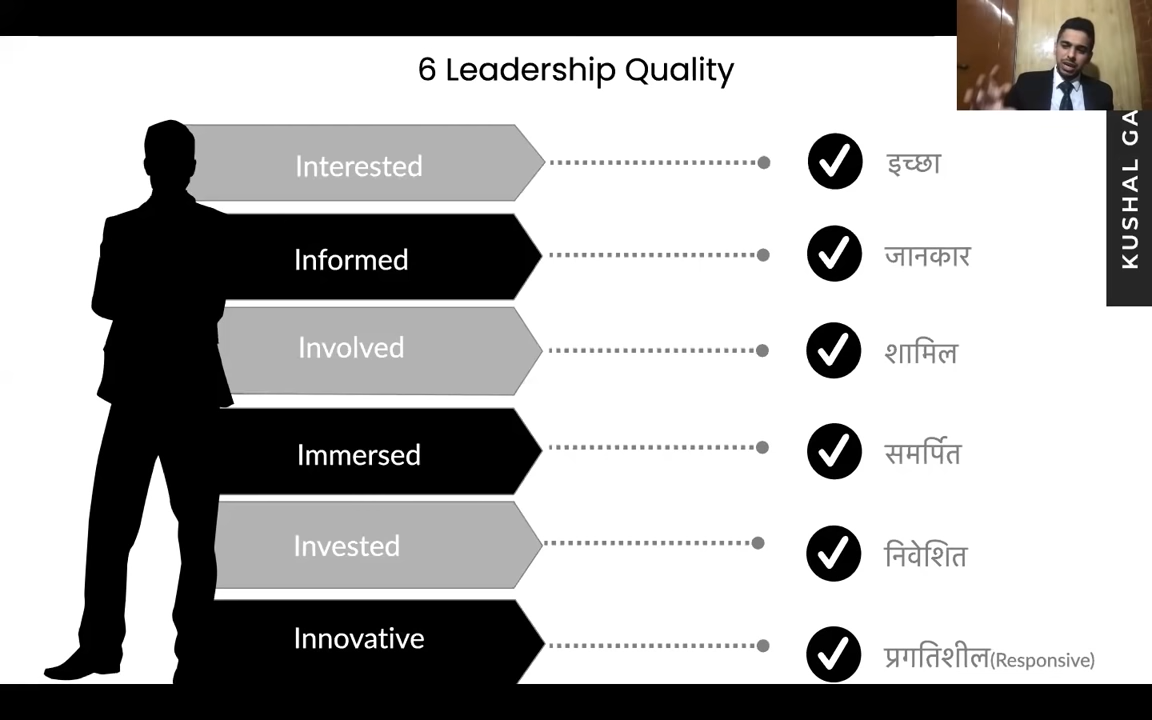 6 Leadership Quality
Interested
इच्छा
Informed
जानकार
Involved
शामिल
Immersed
समर्पित
Invested
निवेशित
Innovative
प्रगतिशील(Responsive)
KUSHAL GA